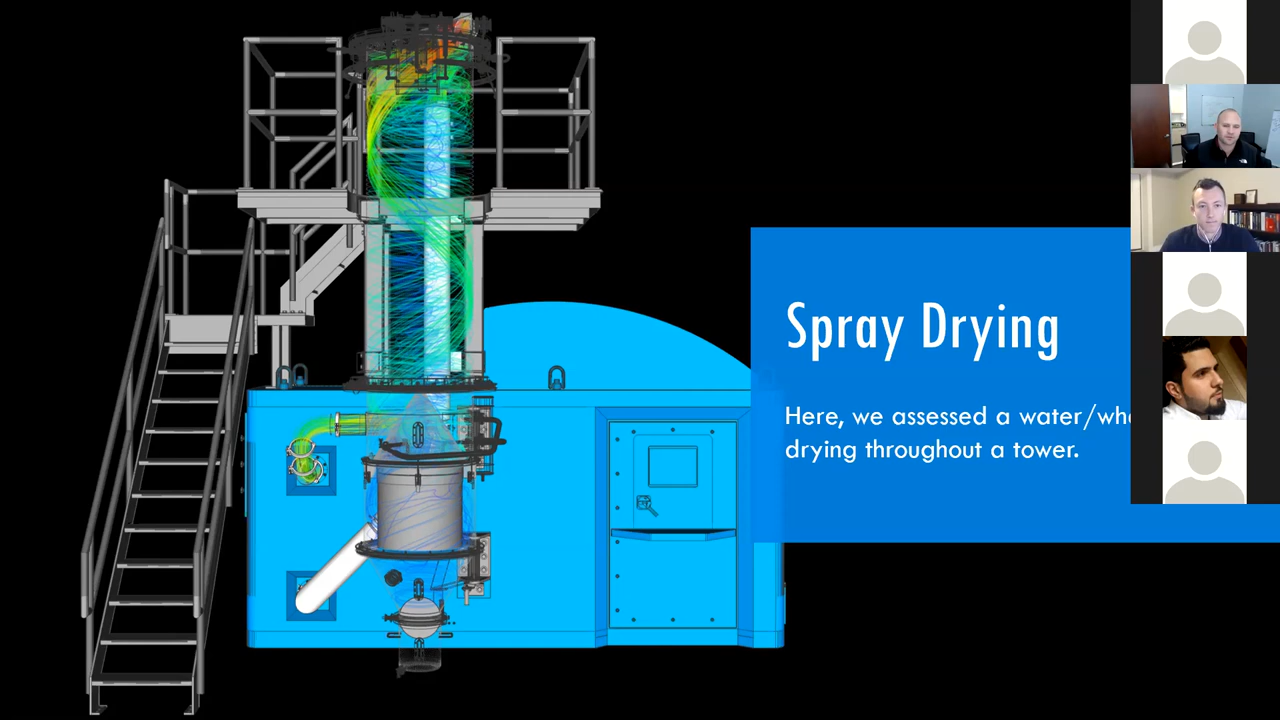 Spray Drying
Here, we assessed a water/
drying throughout a tower.